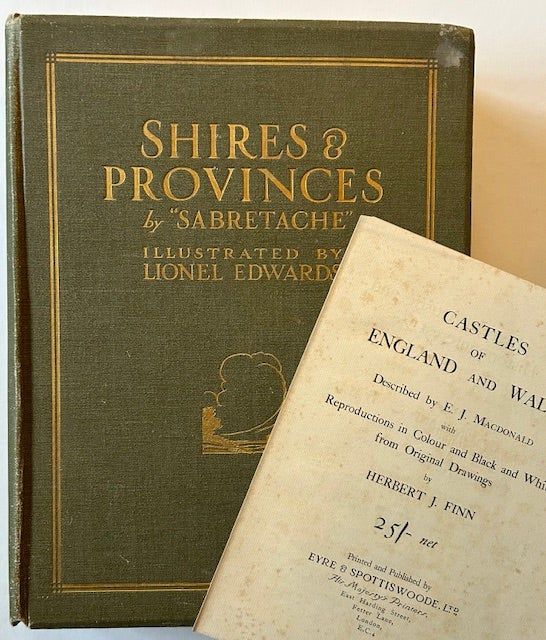 SHIRES &
PROVINCES
by "SABRETACHE"
ILLUSTRATED BY
LIONEL EDWARDS
CASTLES
OF
ENGLAND AND WAL
Described by E. J. MACDONALD
with
Reproductions in Colour and Black and Whi
from Original Drawings
by
HERBERT J. FINN
25/- net
Printed and Published by
EYRE & SPOTTISWOODE, LTD.
His Majesty's Printers,
East Harding Street,
Fetter Lane,
London,
E.C.4